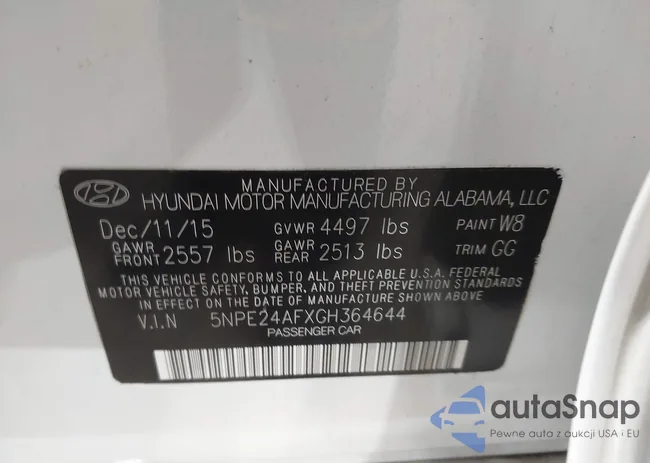 MANUFACTURED BY
HYUNDAI MOTOR MANUFACTURING ALABAMA, LLC
Dec/11/15 GVWR 4497 lbs PAINT W8
GAWR FRONT 2557 lbs GAWR REAR 2513 lbs TRIM GG
THIS VEHICLE CONFORMS TO ALL APPLICABLE U.S.A. FEDERAL
MOTOR VEHICLE SAFETY, BUMPER, AND THEFT PREVENTION STANDARDS
IN EFFECT ON THE DATE OF MANUFACTURE SHOWN ABOVE.
V.I.N 5NPE24AFXGH364644
PASSENGER CAR
autaSnap
Pewne auta z aukcji USA i EU